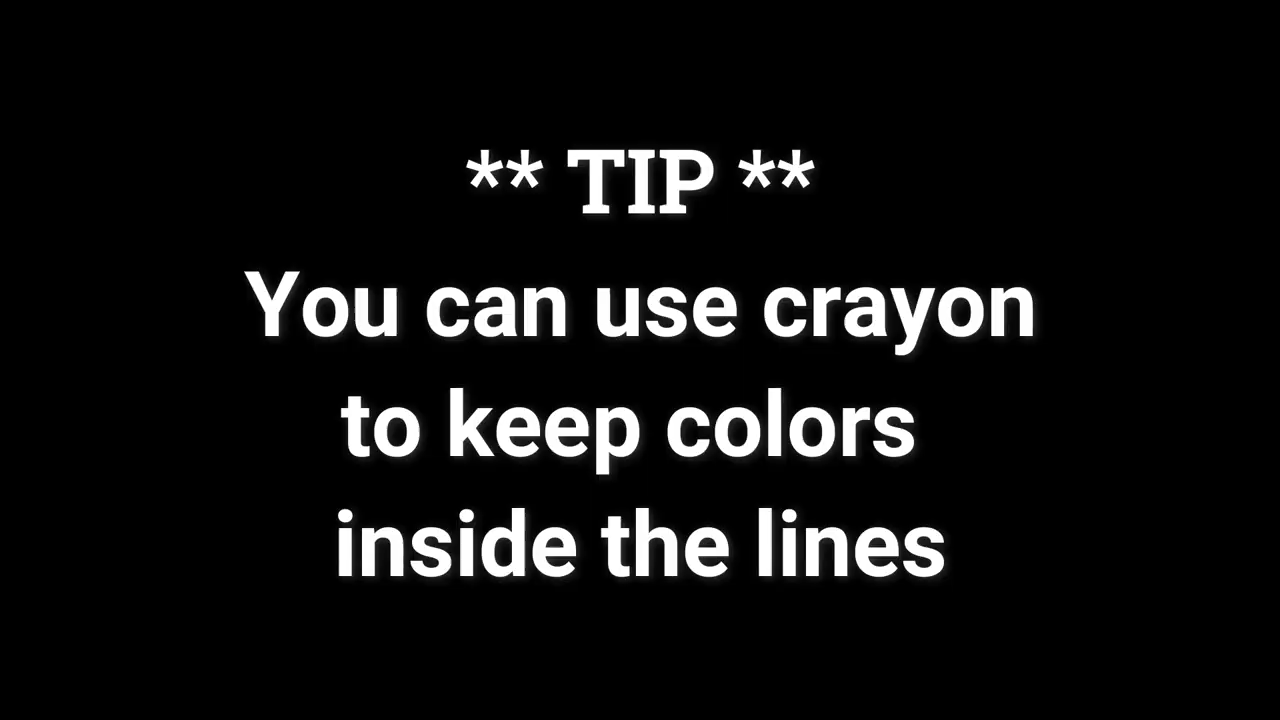 ** TIP **
You can use crayon
to keep colors
inside the lines